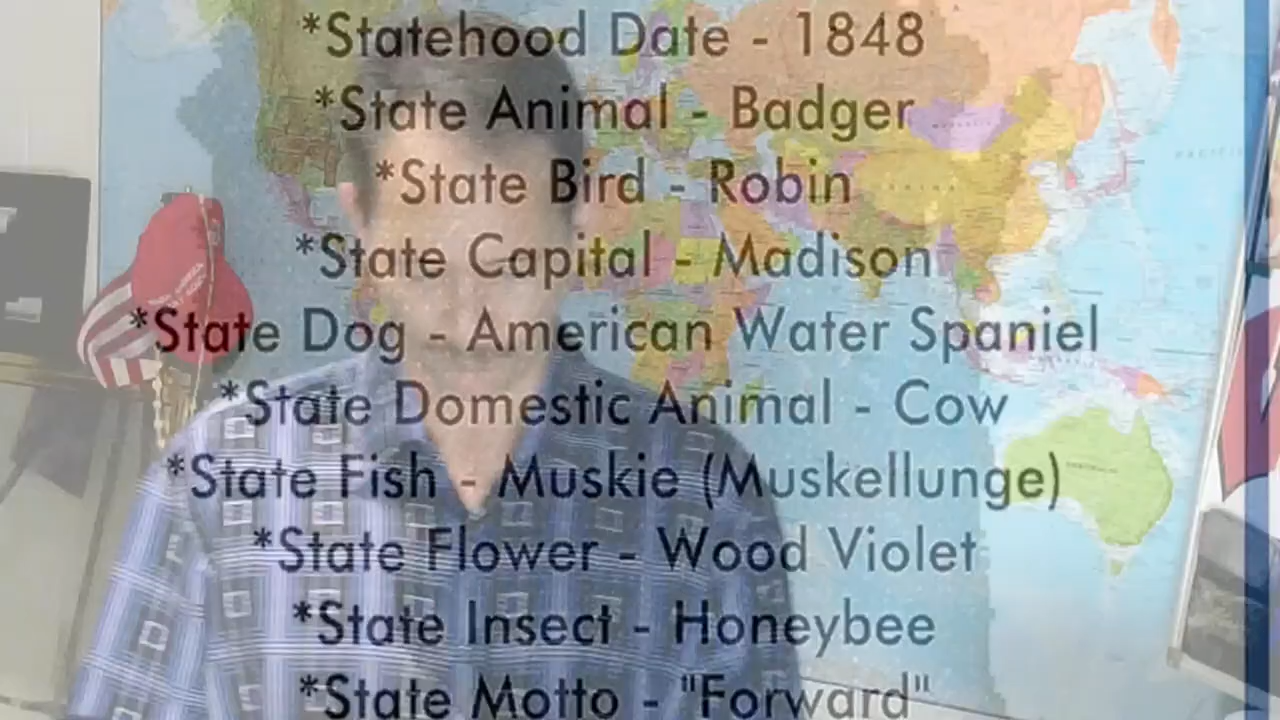 *Statehood Date - 1848
*State Animal - Badger
*State Bird - Robin
*State Capital - Madison
*State Dog - American Water Spaniel
*State Domestic Animal - Cow
*State Fish - Muskie (Muskellunge)
*State Flower - Wood Violet
*State Insect - Honeybee
*State Motto - "Forward"